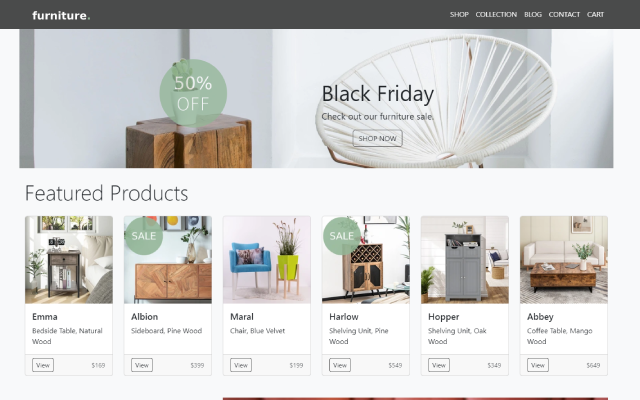 furniture.
SHOP COLLECTION BLOG CONTACT CART
50%
OFF
Black Friday
Check out our furniture sale.
SHOP NOW
Featured Products
Emma
Bedside Table, Natural
Wood
View $169
SALE
Albion
Sideboard, Pine Wood
View $399
Maral
Chair, Blue Velvet
View $199
SALE
Harlow
Shelving Unit, Pine
Wood
View $549
Hopper
Shelving Unit, Oak
Wood
View $349
Abbey
Coffee Table, Mango
Wood
View $649